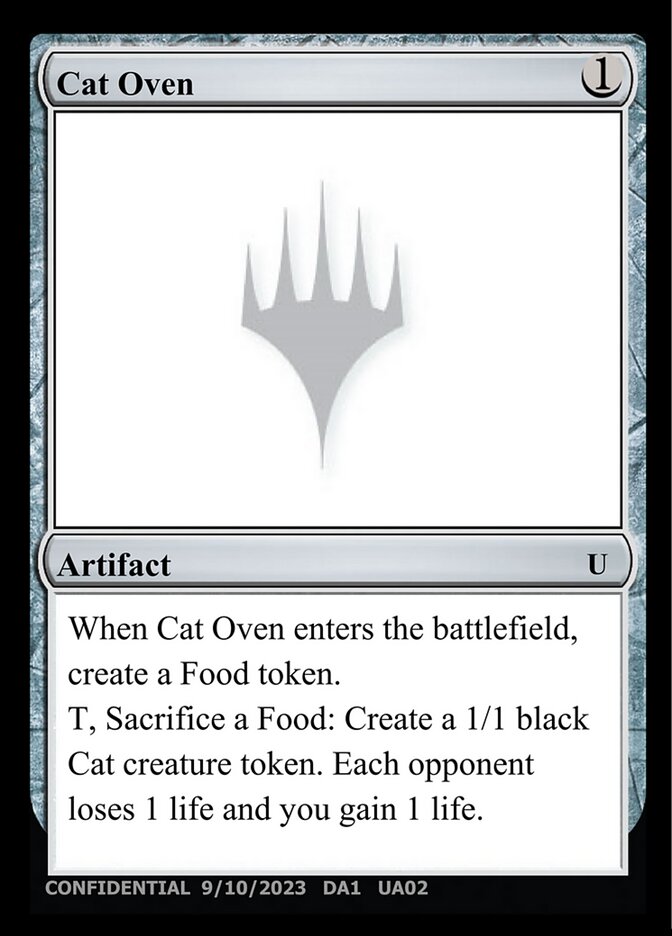 Cat Oven 1
Artifact U
When Cat Oven enters the battlefield,
create a Food token.
T, Sacrifice a Food: Create a 1/1 black
Cat creature token. Each opponent
loses 1 life and you gain 1 life.
CONFIDENTIAL 9/10/2023 DA1 UA02